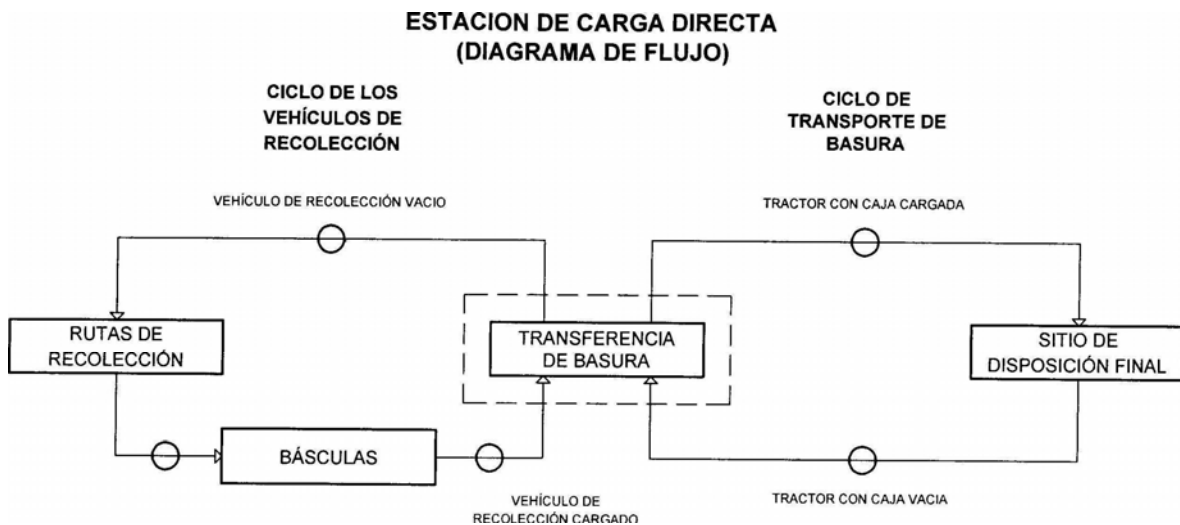 ESTACION DE CARGA DIRECTA
(DIAGRAMA DE FLUJO)
CICLO DE LOS
VEHÍCULOS DE
RECOLECCIÓN
CICLO DE
TRANSPORTE DE
BASURA
VEHÍCULO DE RECOLECCIÓN VACIO
TRACTOR CON CAJA CARGADA
RUTAS DE
RECOLECCIÓN
TRANSFERENCIA
DE BASURA
SITIO DE
DISPOSICIÓN FINAL
BÁSCULAS
VEHÍCULO DE
RECOLECCIÓN CARGADO
TRACTOR CON CAJA VACIA